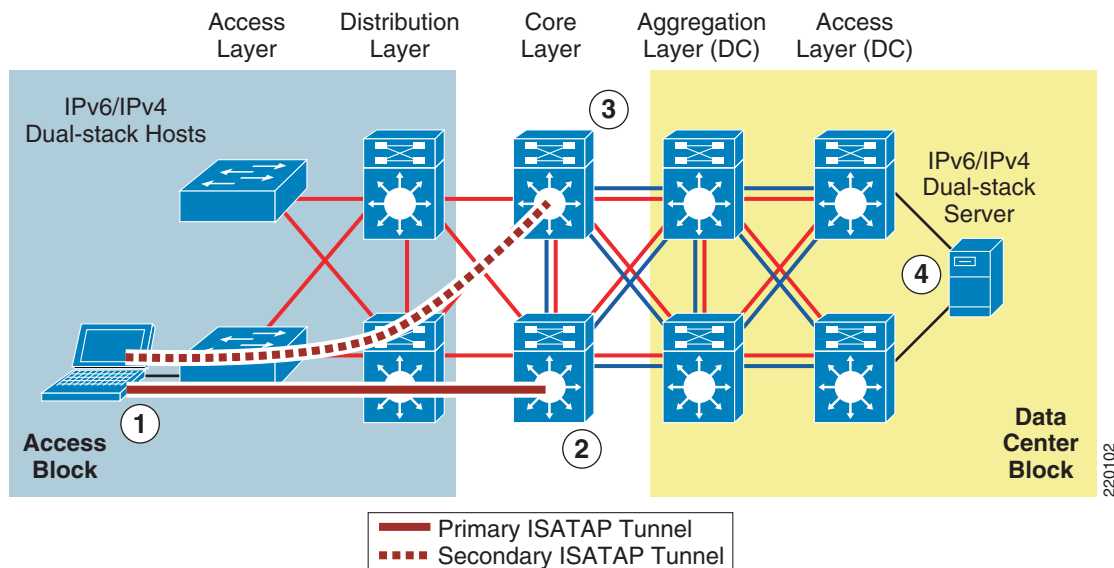 Access
Layer
Distribution
Layer
Core
Layer
Aggregation
Layer (DC)
Access
Layer (DC)
IPv6/IPv4
Dual-stack Hosts
3
IPv6/IPv4
Dual-stack
Server
4
1
Access
Block
2
Data
Center
Block
220102
Primary ISATAP Tunnel
Secondary ISATAP Tunnel